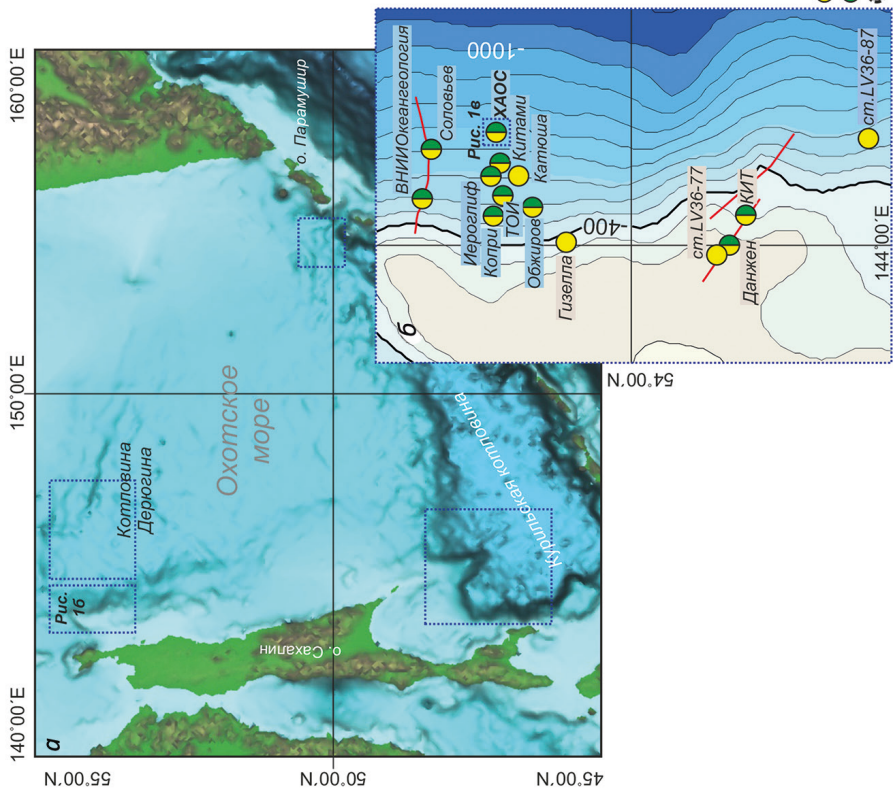 а
140°00'E
150°00'E
160°00'E
55°00'N
50°00'N
45°00'N
Рис.
1б
Котловина
Дерюгина
Охотское
море
о. Сахалин
о. Парамушир
Курильская котловина
б
144°00'E
54°00'N
-400
-1000
ВНИИОкеангеология
Соловьев
Рис. 1в
ХАОС
Иероглиф
Китами
Копри
ТОИ
Катюша
Обжиров
Гизелла
ст.LV36-77
КИТ
Данжен
ст.LV36-87